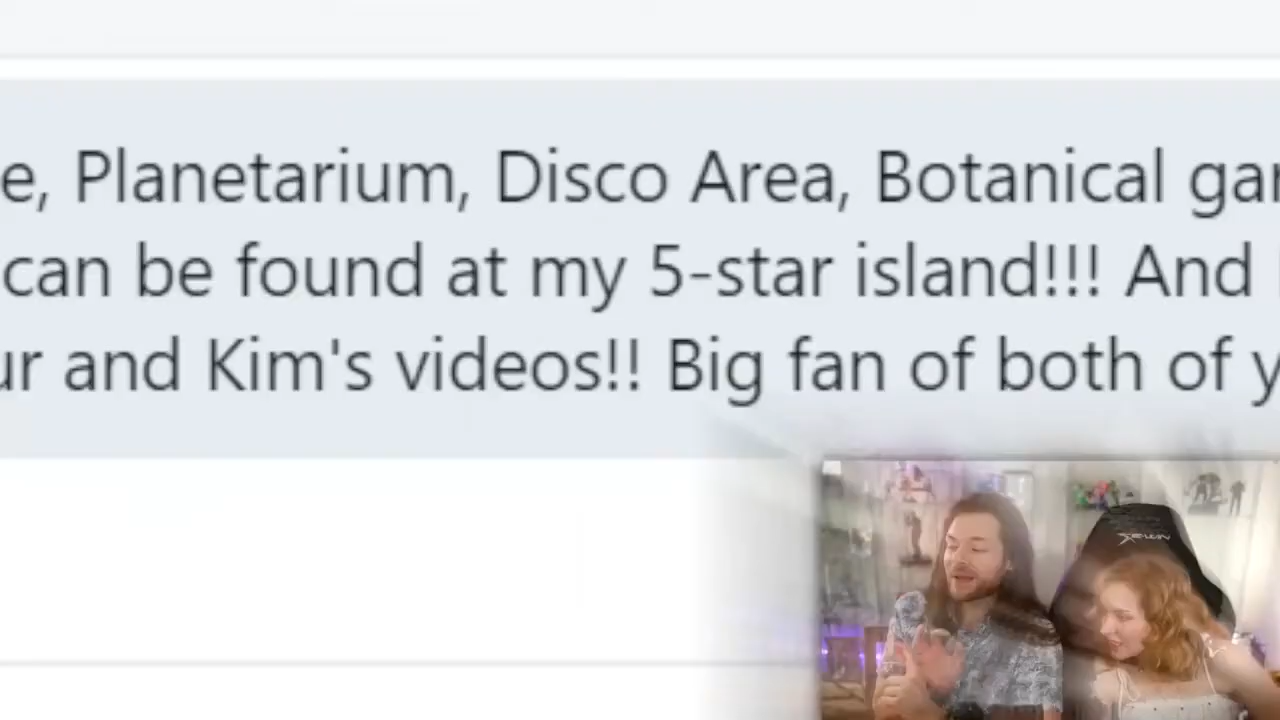 e, Planetarium, Disco Area, Botanical gar
can be found at my 5-star island!!! And
ur and Kim's videos!! Big fan of both of y